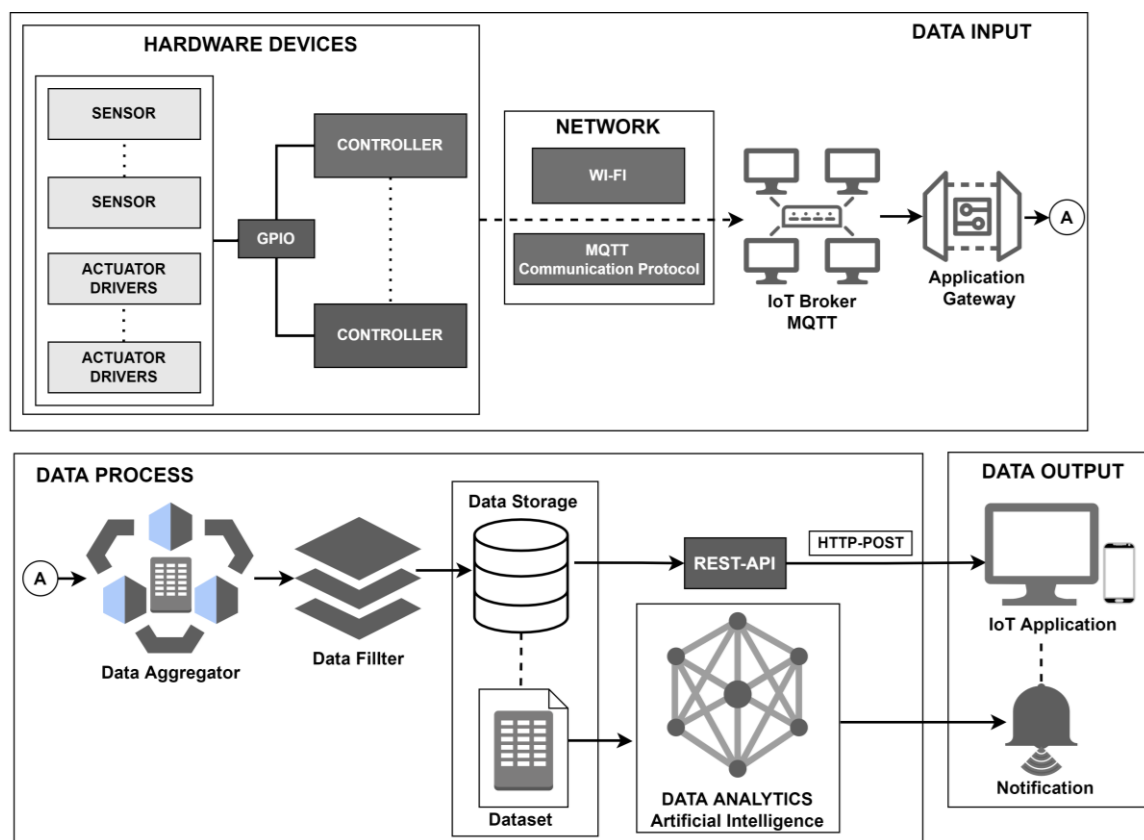 HARDWARE DEVICES
DATA INPUT
SENSOR
SENSOR
ACTUATOR
DRIVERS
ACTUATOR
DRIVERS
GPIO
CONTROLLER
CONTROLLER
NETWORK
WI-FI
MQTT
Communication Protocol
IoT Broker
MQTT
Application
Gateway
A
DATA PROCESS
A
Data Aggregator
Data Fillter
Data Storage
Dataset
REST-API
HTTP-POST
DATA ANALYTICS
Artificial Intelligence
DATA OUTPUT
IoT Application
Notification